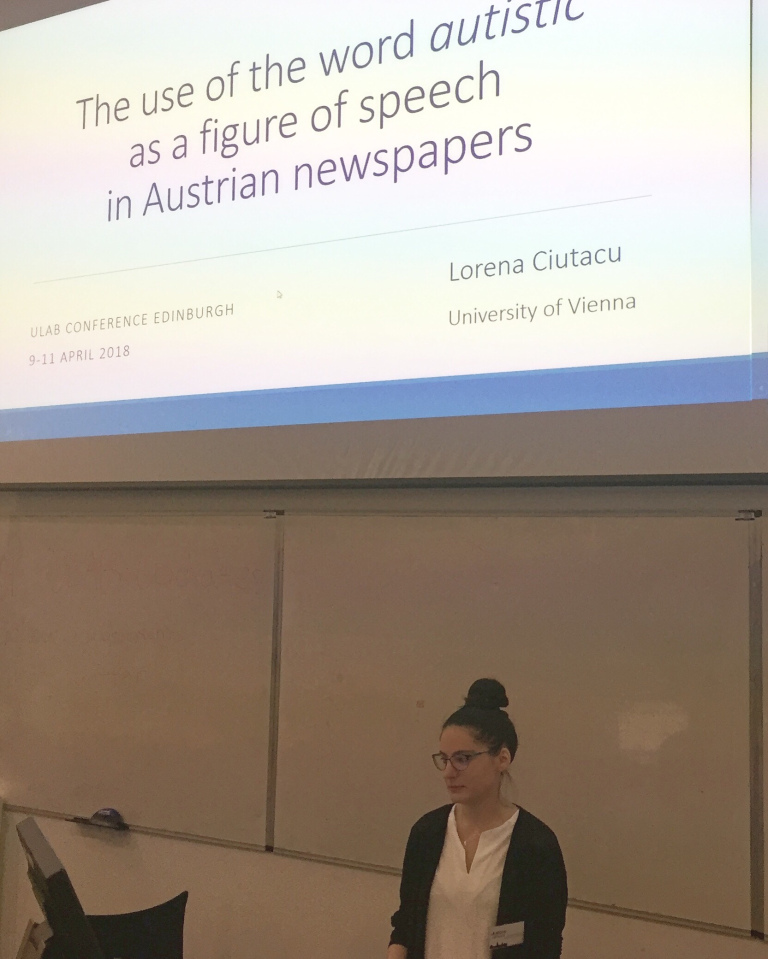 The use of the word autistic
as a figure of speech
in Austrian newspapers
Lorena Ciutacu
University of Vienna
ULAB CONFERENCE EDINBURGH
9-11 APRIL 2018